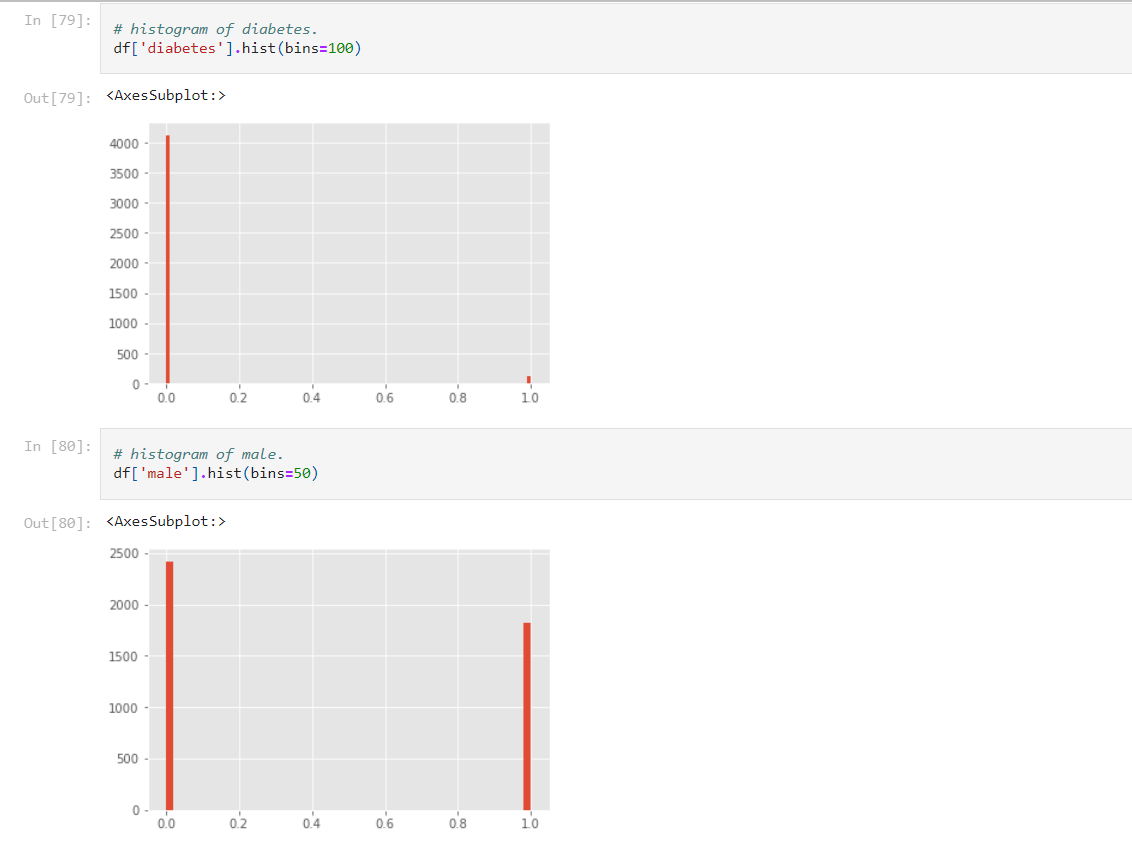 In [79]:
# histogram of diabetes.
df['diabetes'].hist(bins=100)
Out[79]: <AxesSubplot:>
4000
3500
3000
2500
2000
1500
1000
500
0
0.0 0.2 0.4 0.6 0.8 1.0
In [80]:
# histogram of male.
df['male'].hist(bins=50)
Out[80]: <AxesSubplot:>
2500
2000
1500
1000
500
0
0.0 0.2 0.4 0.6 0.8 1.0